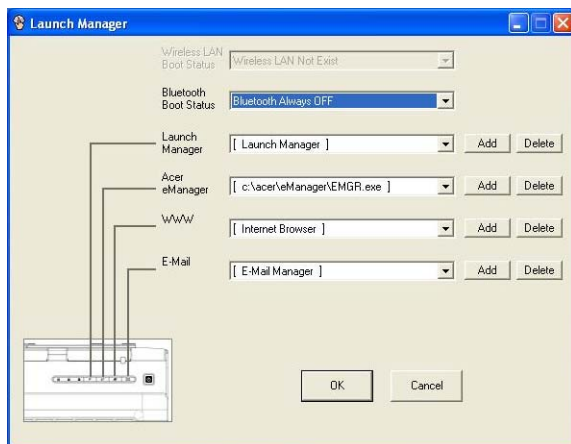 Launch Manager
Wireless LAN
Boot Status
Wireless LAN Not Exist
Bluetooth
Boot Status
Bluetooth Always OFF
Launch
Manager
[ Launch Manager ]
Add
Delete
Acer
eManager
[ c:\acer\eManager\EMGR.exe ]
Add
Delete
WWW
[ Internet Browser ]
Add
Delete
E-Mail
[ E-Mail Manager ]
Add
Delete
OK
Cancel